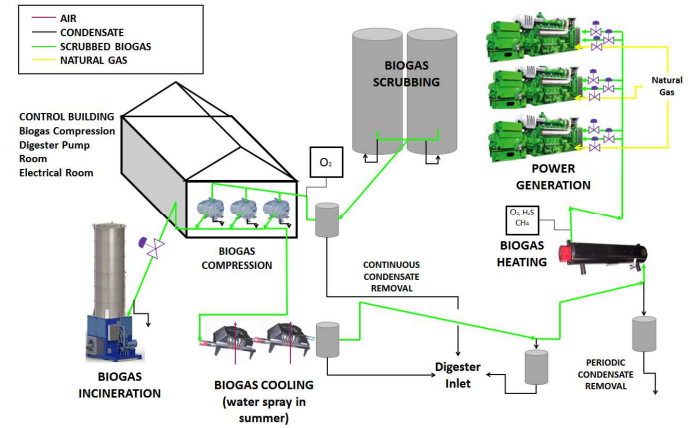 AIR
CONDENSATE
SCRUBBED BIOGAS
NATURAL GAS
CONTROL BUILDING
Biogas Compression
Digester Pump
Room
Electrical Room
BIOGAS
SCRUBBING
O₂
Natural
Gas
POWER
GENERATION
O₂, H₂S
CH₄
BIOGAS
HEATING
BIOGAS
COMPRESSION
CONTINUOUS
CONDENSATE
REMOVAL
BIOGAS
INCINERATION
BIOGAS COOLING
(water spray in
summer)
Digester
Inlet
PERIODIC
CONDENSATE
REMOVAL